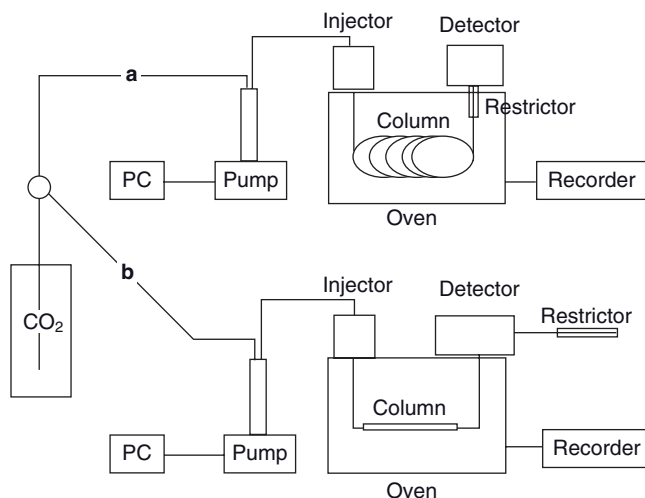 Injector
Detector
a
Restrictor
Column
PC
Pump
Recorder
Oven
b
CO₂
Injector
Detector
Restrictor
Column
PC
Pump
Recorder
Oven